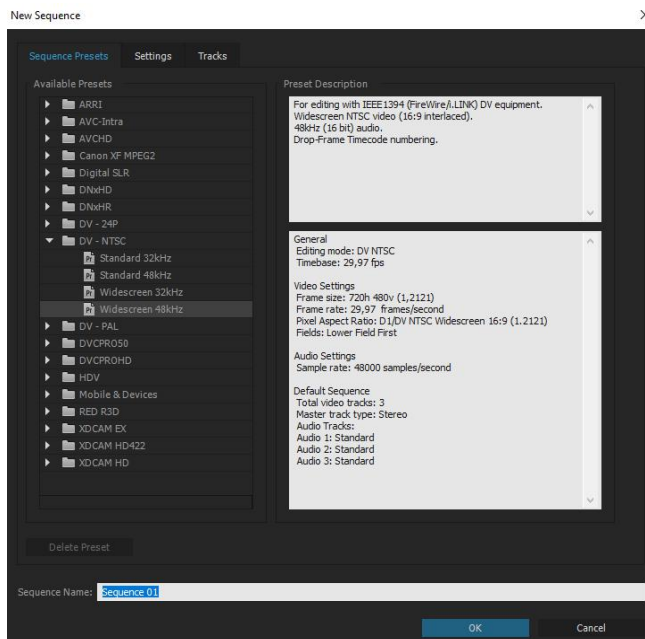 New Sequence
Sequence Presets
Settings
Tracks
Available Presets
ARRI
AVC-Intra
AVCHD
Canon XF MPEG2
Digital SLR
DNxHD
DNxHR
DV - 24P
DV - NTSC
Standard 32kHz
Standard 48kHz
Widescreen 32kHz
Widescreen 48kHz
DV - PAL
DVCPRO50
DVCPROHD
HDV
Mobile & Devices
RED R3D
XDCAM EX
XDCAM HD422
XDCAM HD
Delete Preset
Preset Description
For editing with IEEE1394 (FireWire/i.LINK) DV equipment.
Widescreen NTSC video (16:9 interlaced).
48kHz (16 bit) audio.
Drop-Frame Timecode numbering.
General
Editing mode: DV NTSC
Timebase: 29,97 fps
Video Settings
Frame size: 720h 480v (1,2121)
Frame rate: 29,97 frames/second
Pixel Aspect Ratio: D1/DV NTSC Widescreen 16:9 (1.2121)
Fields: Lower Field First
Audio Settings
Sample rate: 48000 samples/second
Default Sequence
Total video tracks: 3
Master track type: Stereo
Audio Tracks:
Audio 1: Standard
Audio 2: Standard
Audio 3: Standard
Sequence Name: Sequence 01
OK
Cancel